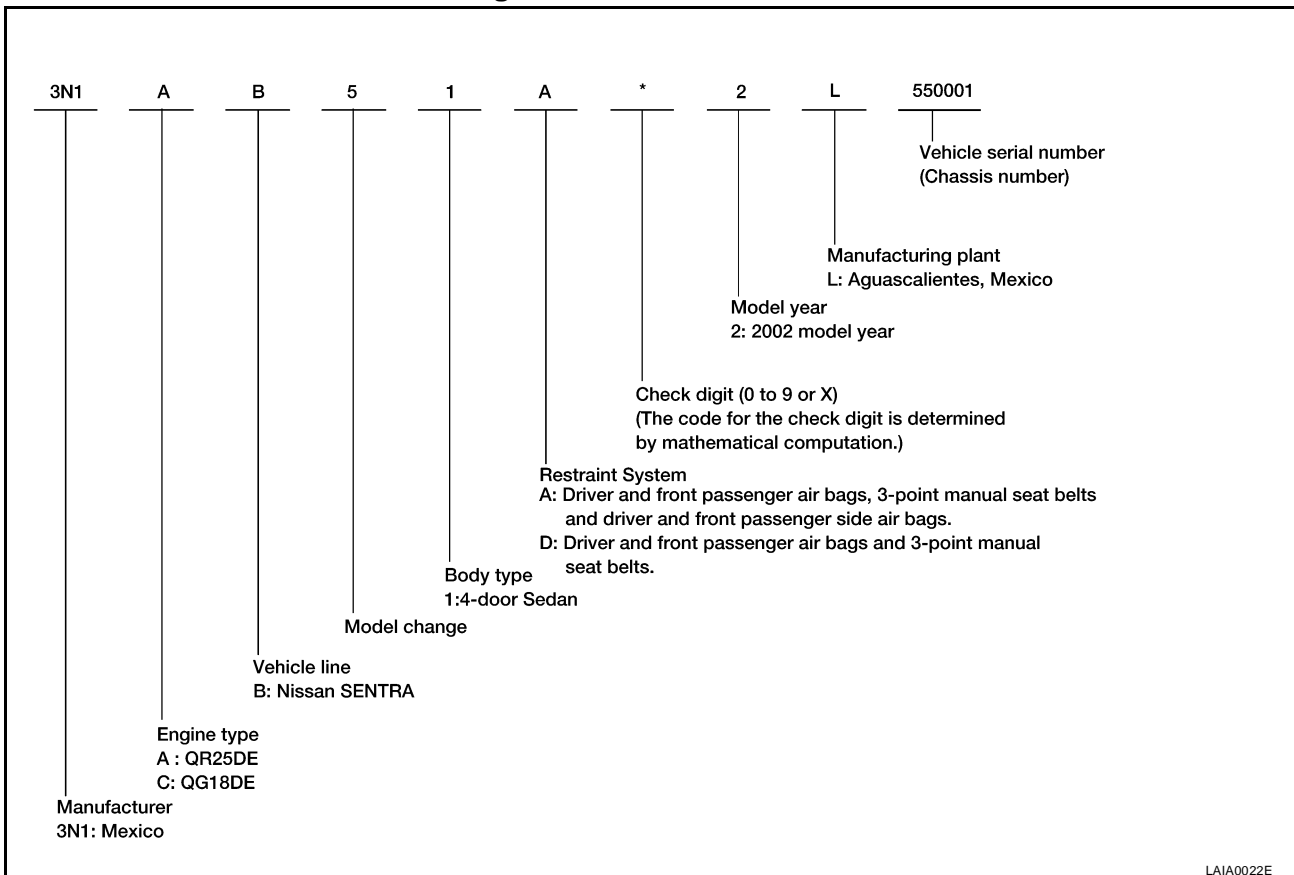 3N1 A B 5 1 A * 2 L 550001
Vehicle serial number
(Chassis number)
Manufacturing plant
L: Aguascalientes, Mexico
Model year
2: 2002 model year
Check digit (0 to 9 or X)
(The code for the check digit is determined
by mathematical computation.)
Restraint System
A: Driver and front passenger air bags, 3-point manual seat belts
and driver and front passenger side air bags.
D: Driver and front passenger air bags and 3-point manual
seat belts.
Body type
1:4-door Sedan
Model change
Vehicle line
B: Nissan SENTRA
Engine type
A : QR25DE
C: QG18DE
Manufacturer
3N1: Mexico
LAIA0022E